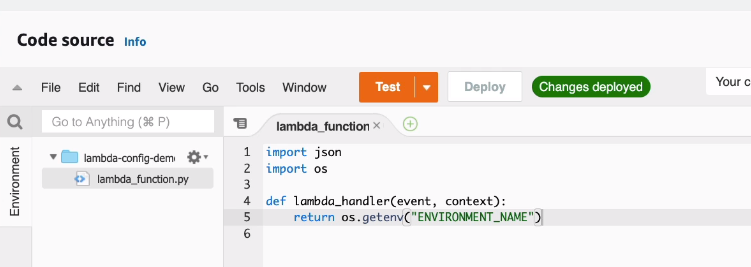 Code source Info
File Edit Find View Go Tools Window Test Deploy Changes deployed Your c
Go to Anything (⌘ P) lambda_function
Environment
lambda-config-dem
lambda_function.py
1 import json
2 import os
3
4 def lambda_handler(event, context):
5 return os.getenv("ENVIRONMENT_NAME")
6